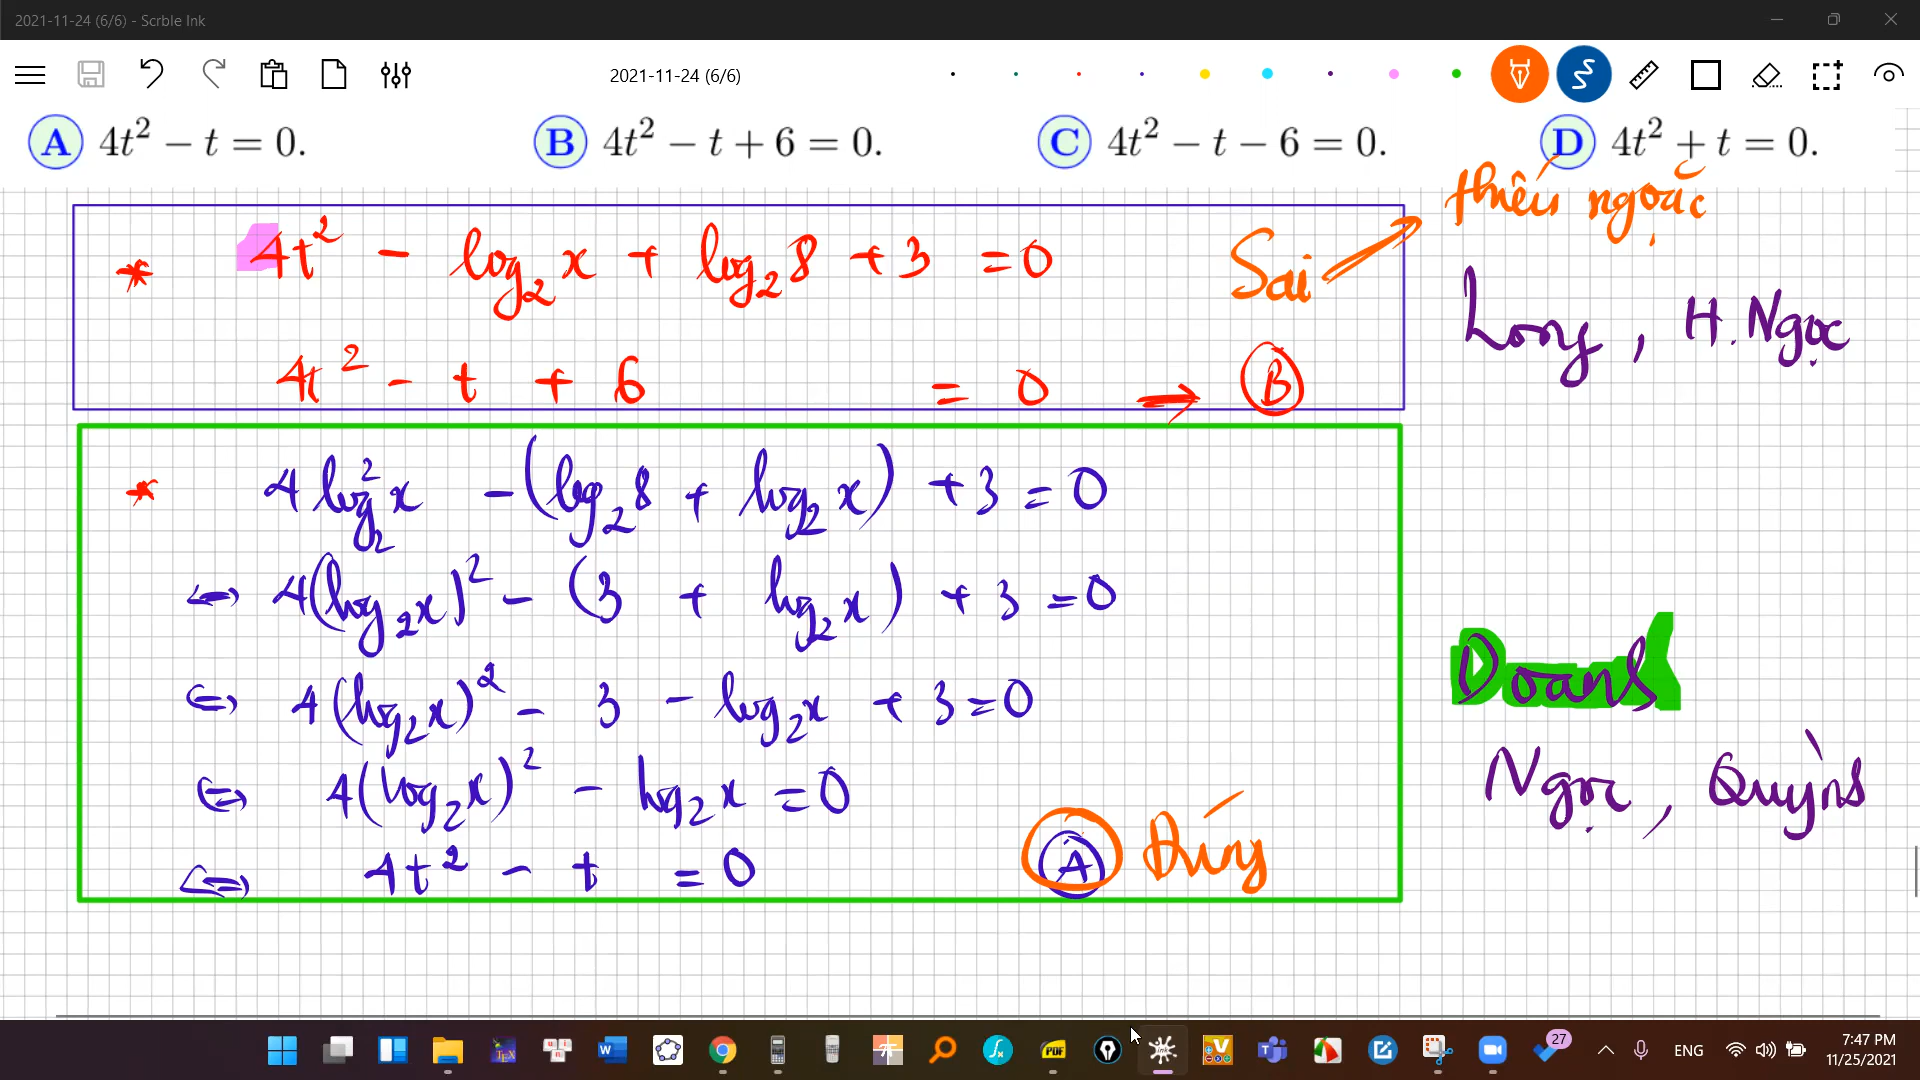 2021-11-24 (6/6) - Scrble Ink
2021-11-24 (6/6)
A 4t² − t = 0. B 4t² − t + 6 = 0. C 4t² − t − 6 = 0. D 4t² + t = 0.
thiếu ngoặc
* 4t² − log₂x + log₂8 + 3 = 0 Sai
Long, H. Ngọc
4t² − t + 6 = 0 → B
* 4 log₂²x − (log₂8 + log₂x) + 3 = 0
⇔ 4(log₂x)² − (3 + log₂x) + 3 = 0
⇔ 4(log₂x)² − 3 − log₂x + 3 = 0
Doanh
⇔ 4(log₂x)² − log₂x = 0
Ngọc, Quỳnh
⇔ 4t² − t = 0 A Đúng
27
ENG
7:47 PM
11/25/2021